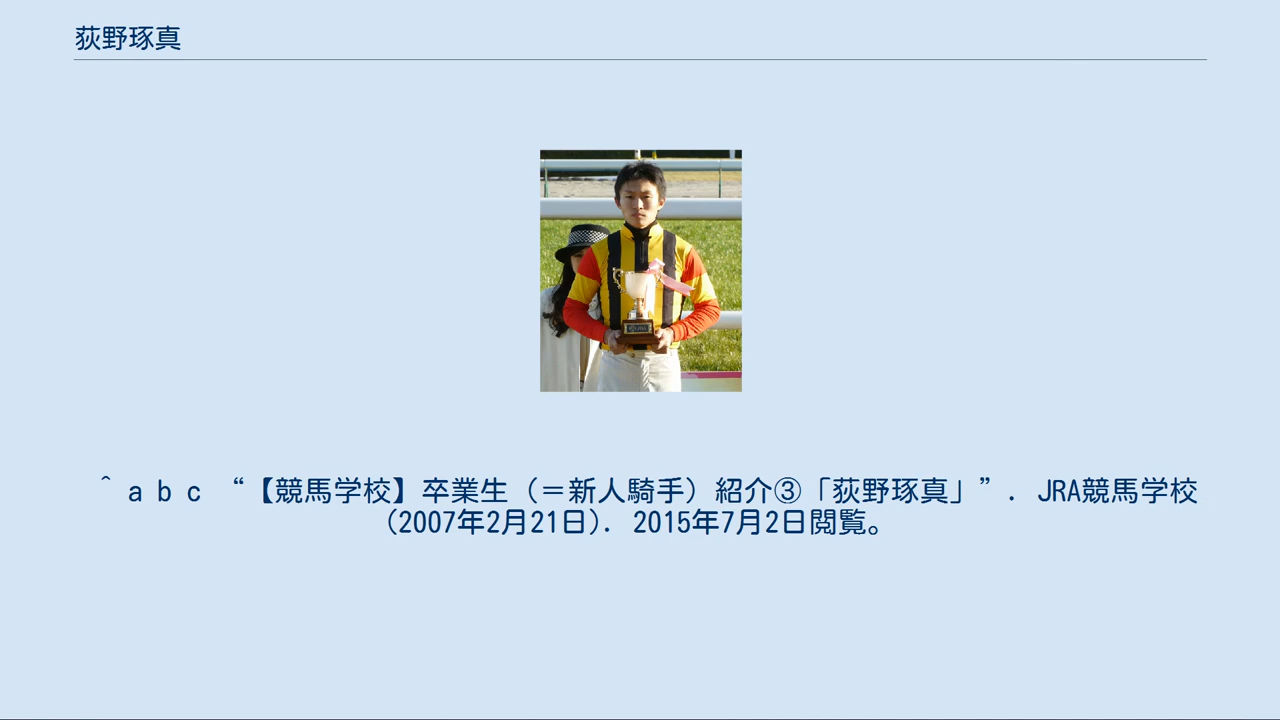 荻野琢真
^ a b c “【競馬学校】卒業生（＝新人騎手）紹介③「荻野琢真」”. JRA競馬学校
(2007年2月21日). 2015年7月2日閲覧。